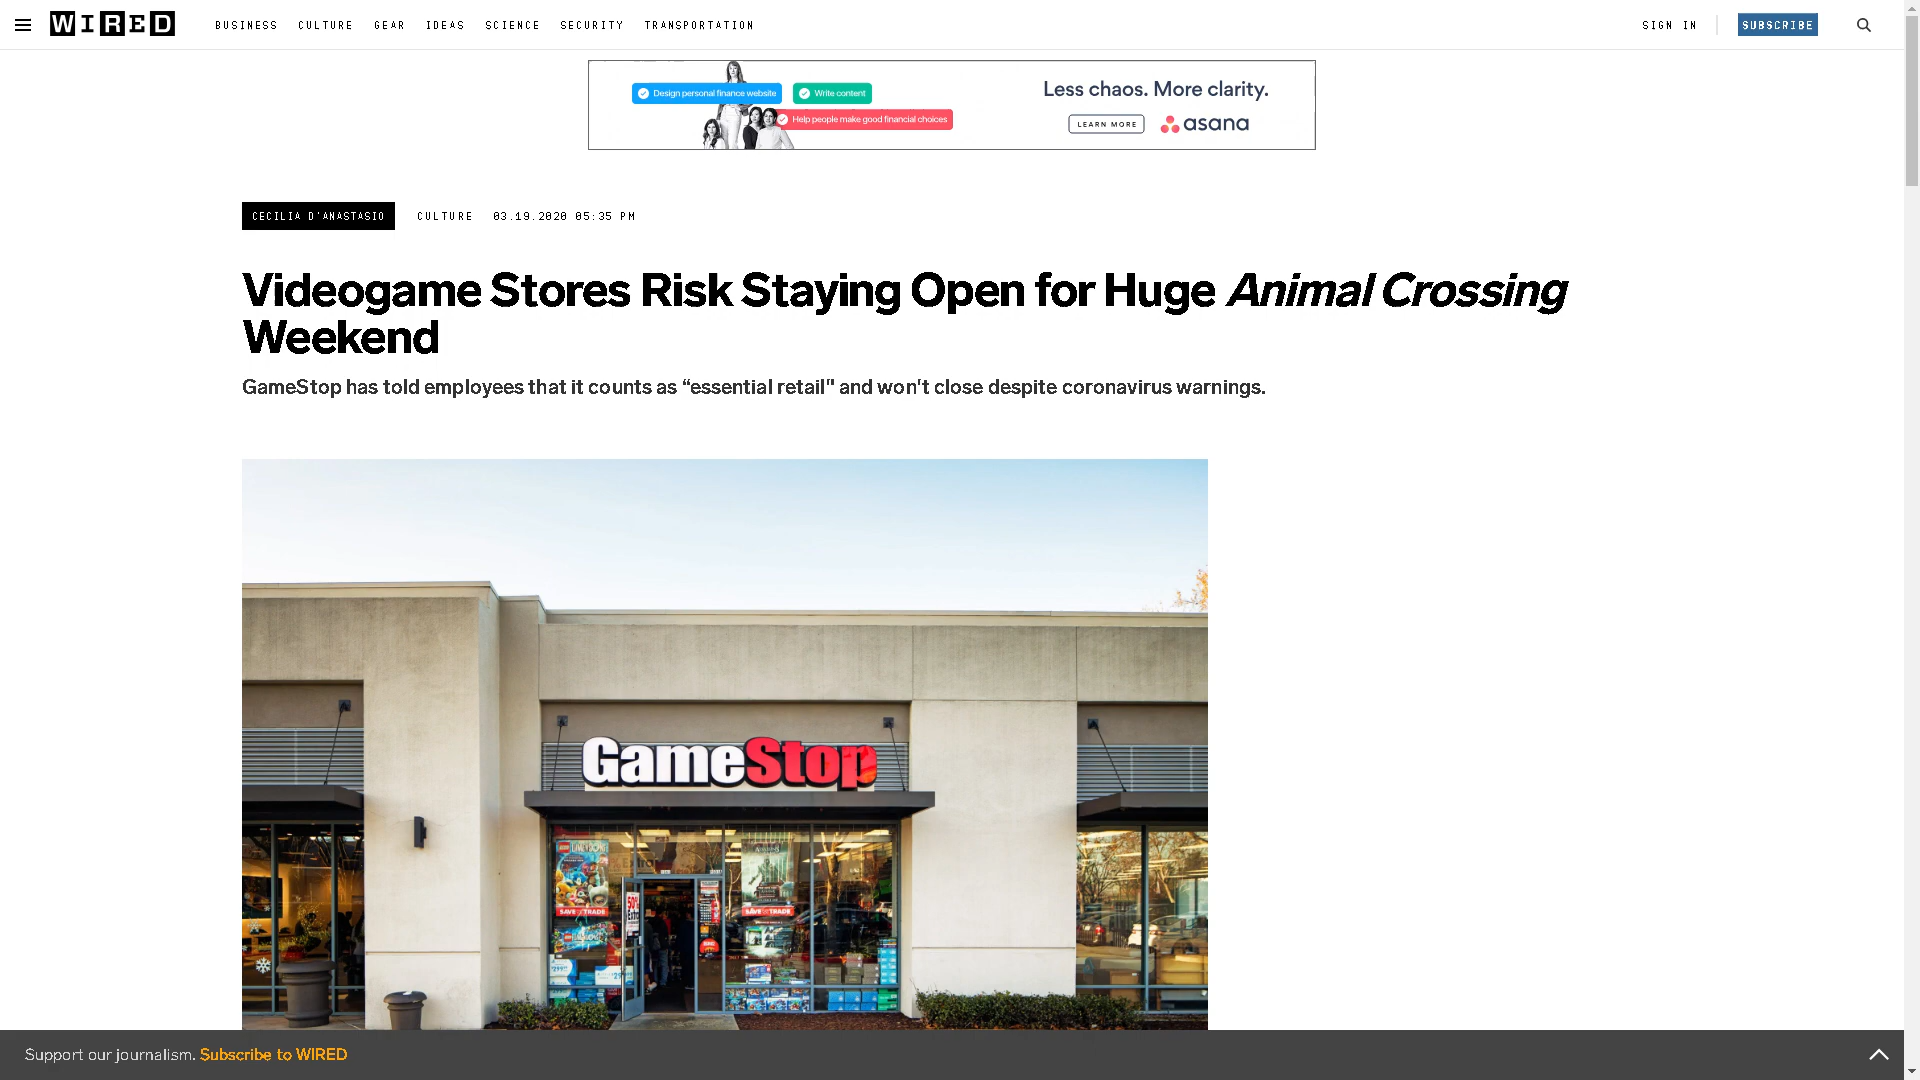 WIRED
BUSINESS CULTURE GEAR IDEAS SCIENCE SECURITY TRANSPORTATION
SIGN IN
SUBSCRIBE
Design personal finance website
Write content
Help people make good financial choices
Less chaos. More clarity.
LEARN MORE
asana
CECILIA D'ANASTASIO
CULTURE
03.19.2020 05:35 PM
Videogame Stores Risk Staying Open for Huge Animal Crossing
Weekend
GameStop has told employees that it counts as “essential retail" and won't close despite coronavirus warnings.
GameStop
SAVE
TRADE
50%
SAVE
TRADE
Support our journalism. Subscribe to WIRED